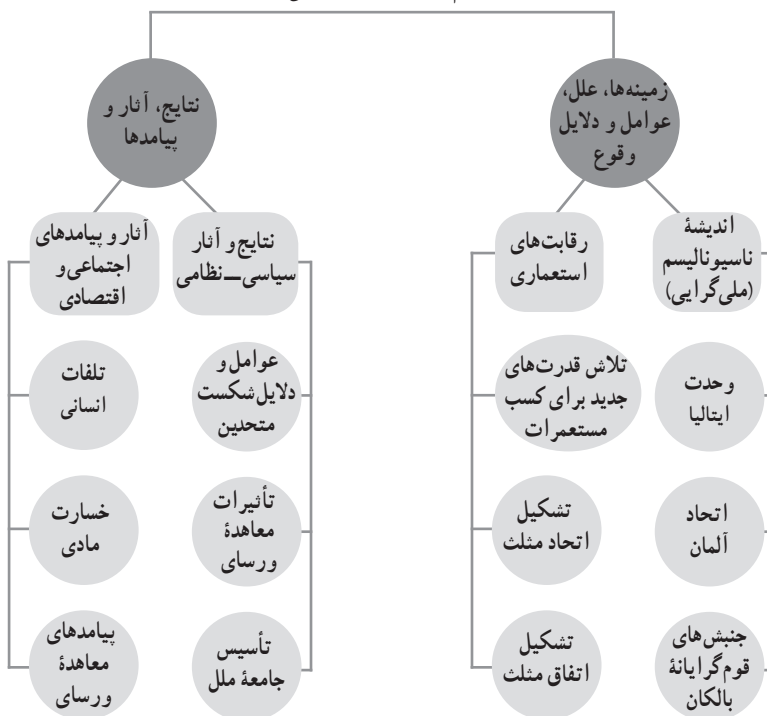 زمینه‌ها، علل،
عوامل و دلایل
وقوع
نتایج، آثار و
پیامدها
اندیشهٔ
ناسیونالیسم
(ملی‌گرایی)
رقابت‌های
استعماری
نتایج و آثار
سیاسی ــ نظامی
آثار و پیامدهای
اجتماعی و
اقتصادی
وحدت
ایتالیا
تلاش قدرت‌های
جدید برای کسب
مستعمرات
عوامل و
دلایل شکست
متحدین
تلفات
انسانی
اتحاد
آلمان
تشکیل
اتحاد مثلث
تأثیرات
معاهدهٔ
ورسای
خسارت
مادی
جنبش‌های
قوم‌گرایانهٔ
بالکان
تشکیل
اتفاق مثلث
تأسیس
جامعهٔ ملل
پیامدهای
معاهدهٔ
ورسای